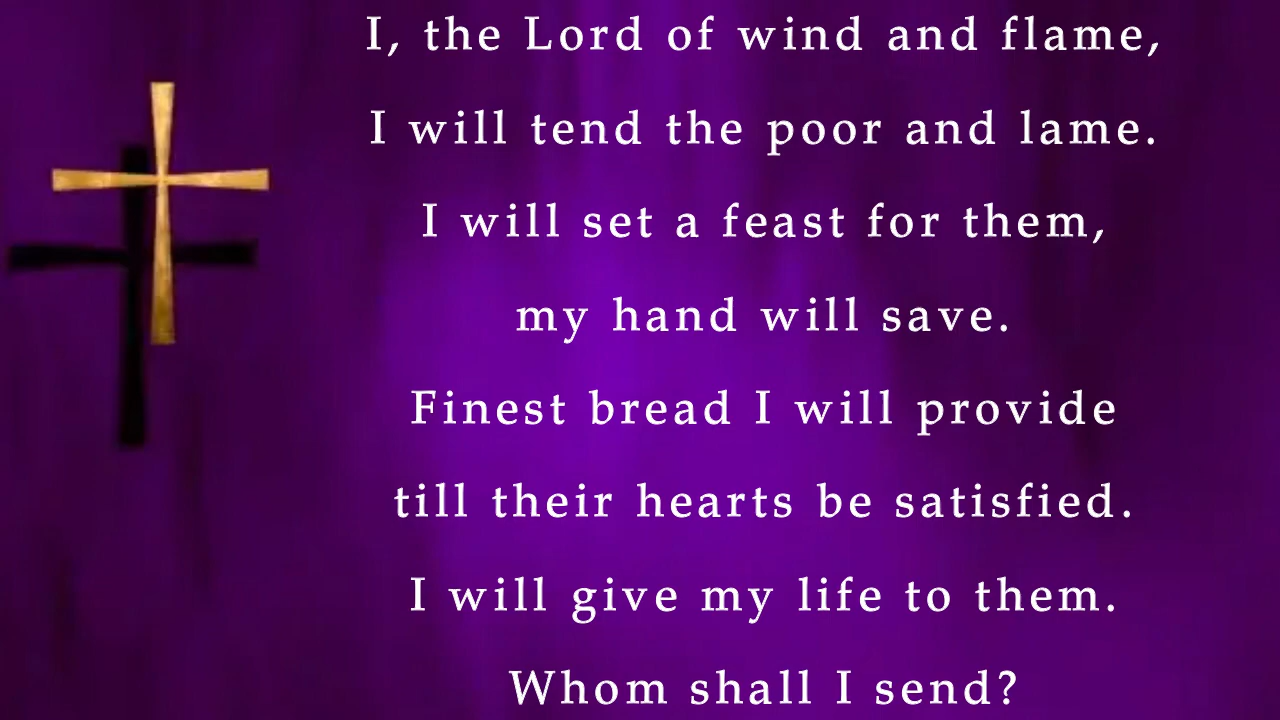 I, the Lord of wind and flame,
I will tend the poor and lame.
I will set a feast for them,
my hand will save.
Finest bread I will provide
till their hearts be satisfied.
I will give my life to them.
Whom shall I send?